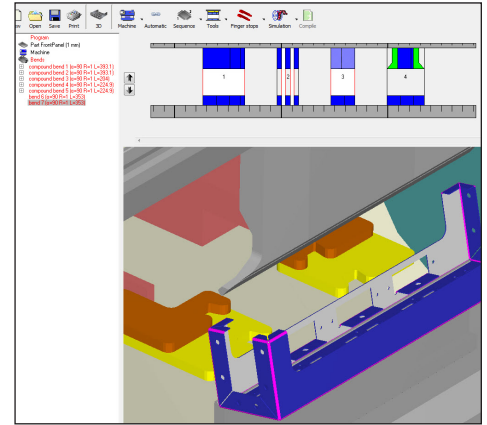 w Open Save Print 3D Machine Automatic Sequence Tools Finger stops Simulation Compile
Program
Part FrontPanel (1 mm)
Machine
Bends
compound bend 1 (a=90 R=1 L=393.1)
compound bend 2 (a=90 R=1 L=393.1)
compound bend 3 (a=90 R=1 L=204)
compound bend 4 (a=90 R=1 L=224.9)
compound bend 5 (a=90 R=1 L=224.9)
bend 6 (a=90 R=1 L=353)
bend 7 (a=90 R=1 L=353)
1 2 3 4